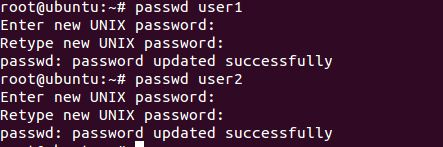 root@ubuntu:~# passwd user1
Enter new UNIX password:
Retype new UNIX password:
passwd: password updated successfully
root@ubuntu:~# passwd user2
Enter new UNIX password:
Retype new UNIX password:
passwd: password updated successfully
root@ubuntu:~#